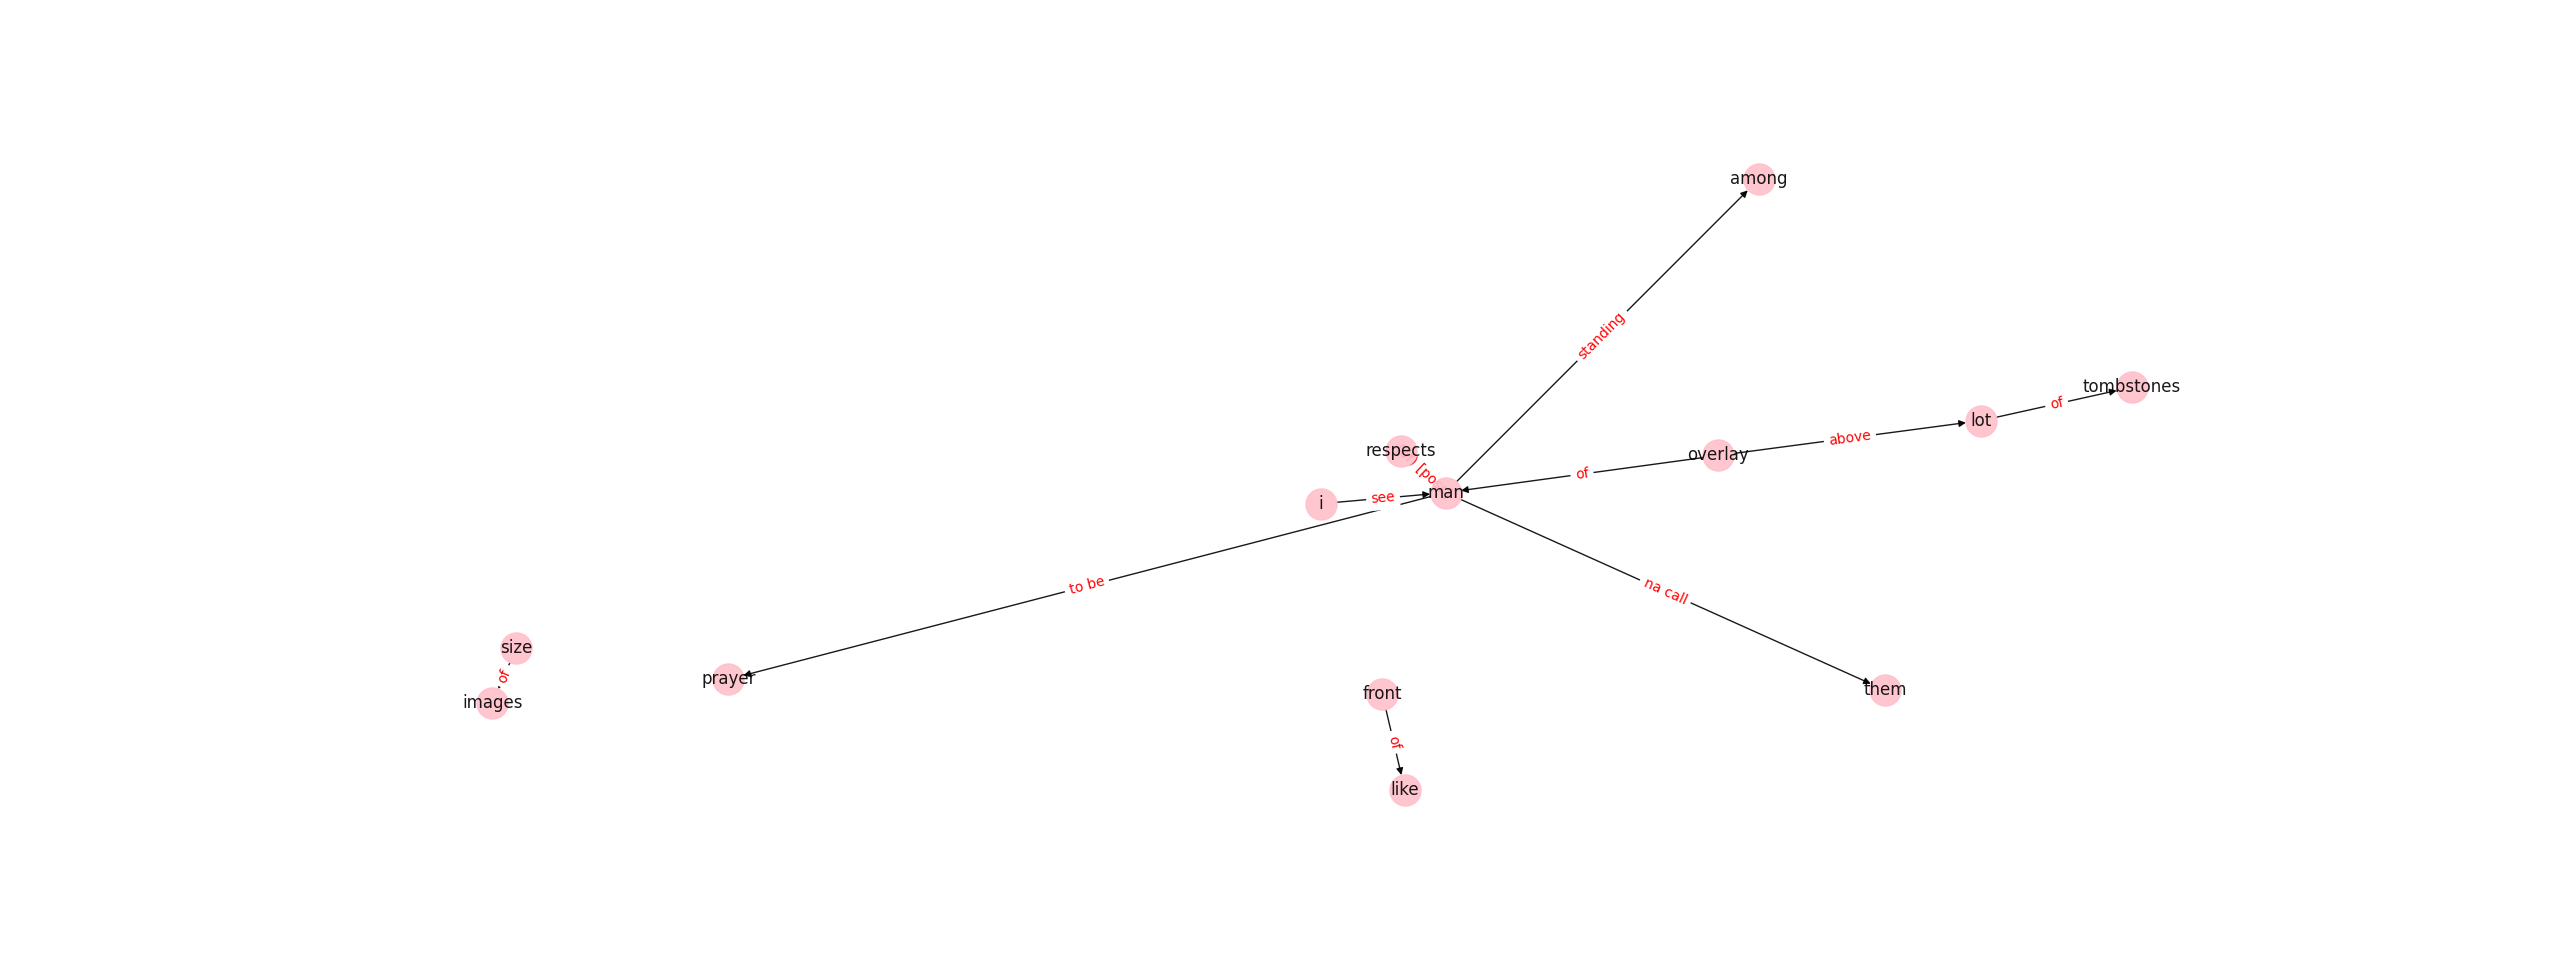 among
standing
tombstones
of
lot
above
overlay
of
respects
) [po
man
see
i
to be
na call
size
of
images
prayer
front
them
of
like